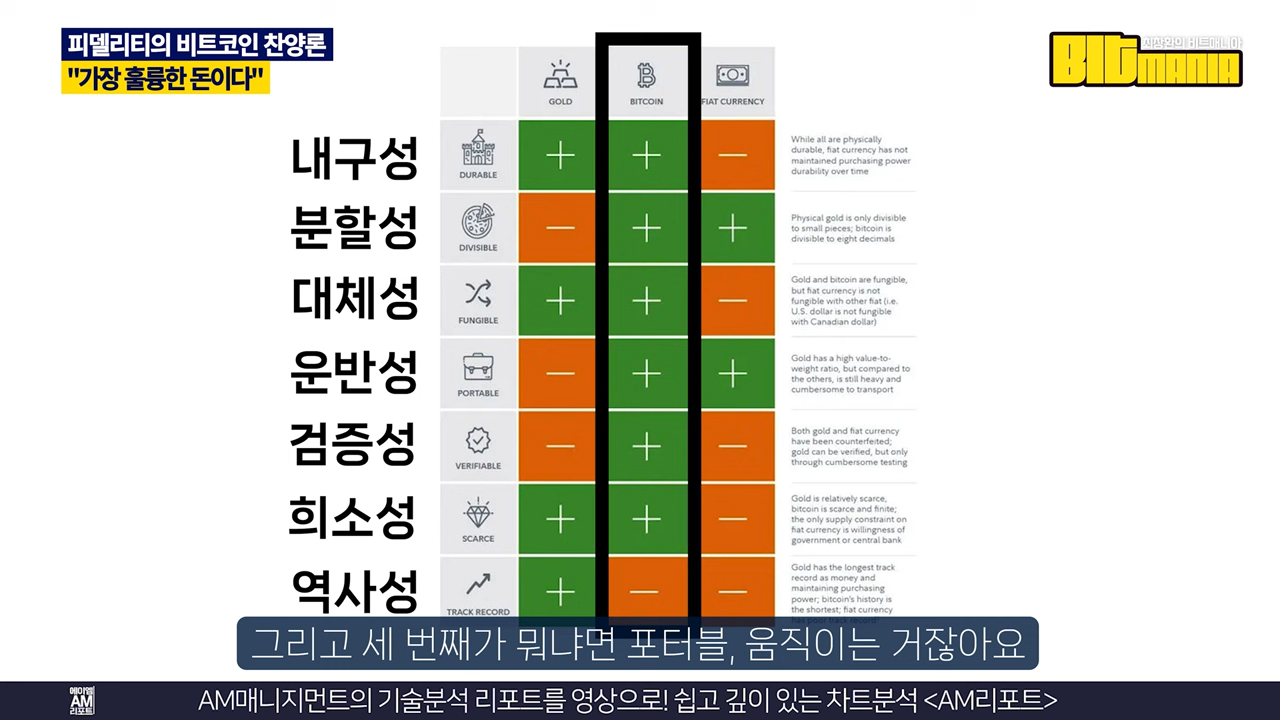 피델리티의 비트코인 찬양론
"가장 훌륭한 돈이다"
BIT MANIA
GOLD
BITCOIN
FIAT CURRENCY
내구성
DURABLE
While all are physically
durable, fiat currency has not
maintained purchasing power
durability over time
분할성
DIVISIBLE
Physical gold is only divisible
to small pieces; bitcoin is
divisible to eight decimals
대체성
FUNGIBLE
Gold and bitcoin are fungible,
but fiat currency is not
fungible with other fiat (i.e.
U.S. dollar is not fungible
with Canadian dollar)
운반성
PORTABLE
Gold has a high value-to-
weight ratio, but compared to
the others, is still heavy and
cumbersome to transport
검증성
VERIFIABLE
Both gold and fiat currency
have been counterfeited;
gold can be verified, but only
through cumbersome testing
희소성
SCARCE
Gold is relatively scarce,
bitcoin is scarce and finite;
the only supply constraint on
fiat currency is willingness of
government or central bank
역사성
TRACK RECORD
Gold has the longest track
record as money and
maintaining purchasing
power; bitcoin's history is
the shortest; fiat currency
has poor track record
그리고 세 번째가 뭐냐면 포터블, 움직이는 거잖아요
에이엠
AM
리포트
AM매니지먼트의 기술분석 리포트를 영상으로! 쉽고 깊이 있는 차트분석 <AM리포트>